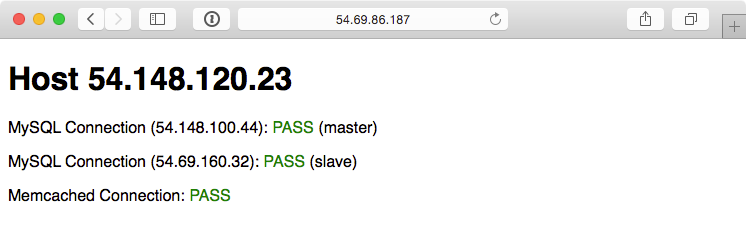 54.69.86.187
Host 54.148.120.23
MySQL Connection (54.148.100.44): PASS (master)
MySQL Connection (54.69.160.32): PASS (slave)
Memcached Connection: PASS